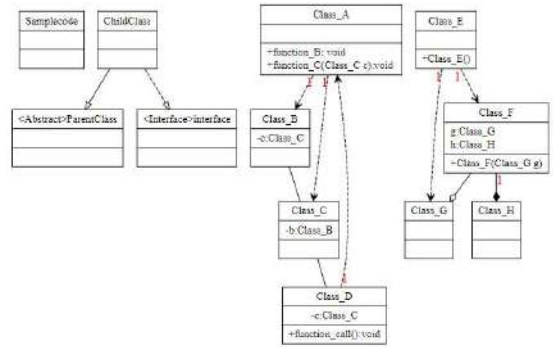 Samplecode
ChildClass
<Abstract>ParentClass
<Interface>interface
Class_A
+function_B: void
+function_C(Class_C c):void
1 1
Class_B
-c:Class_C
Class_C
-b:Class_B
1
Class_D
-c:Class_C
+function_call():void
Class_E
+Class_E()
1 1
Class_F
g:Class_G
h:Class_H
+Class_F(Class_G g)
1
Class_G
Class_H